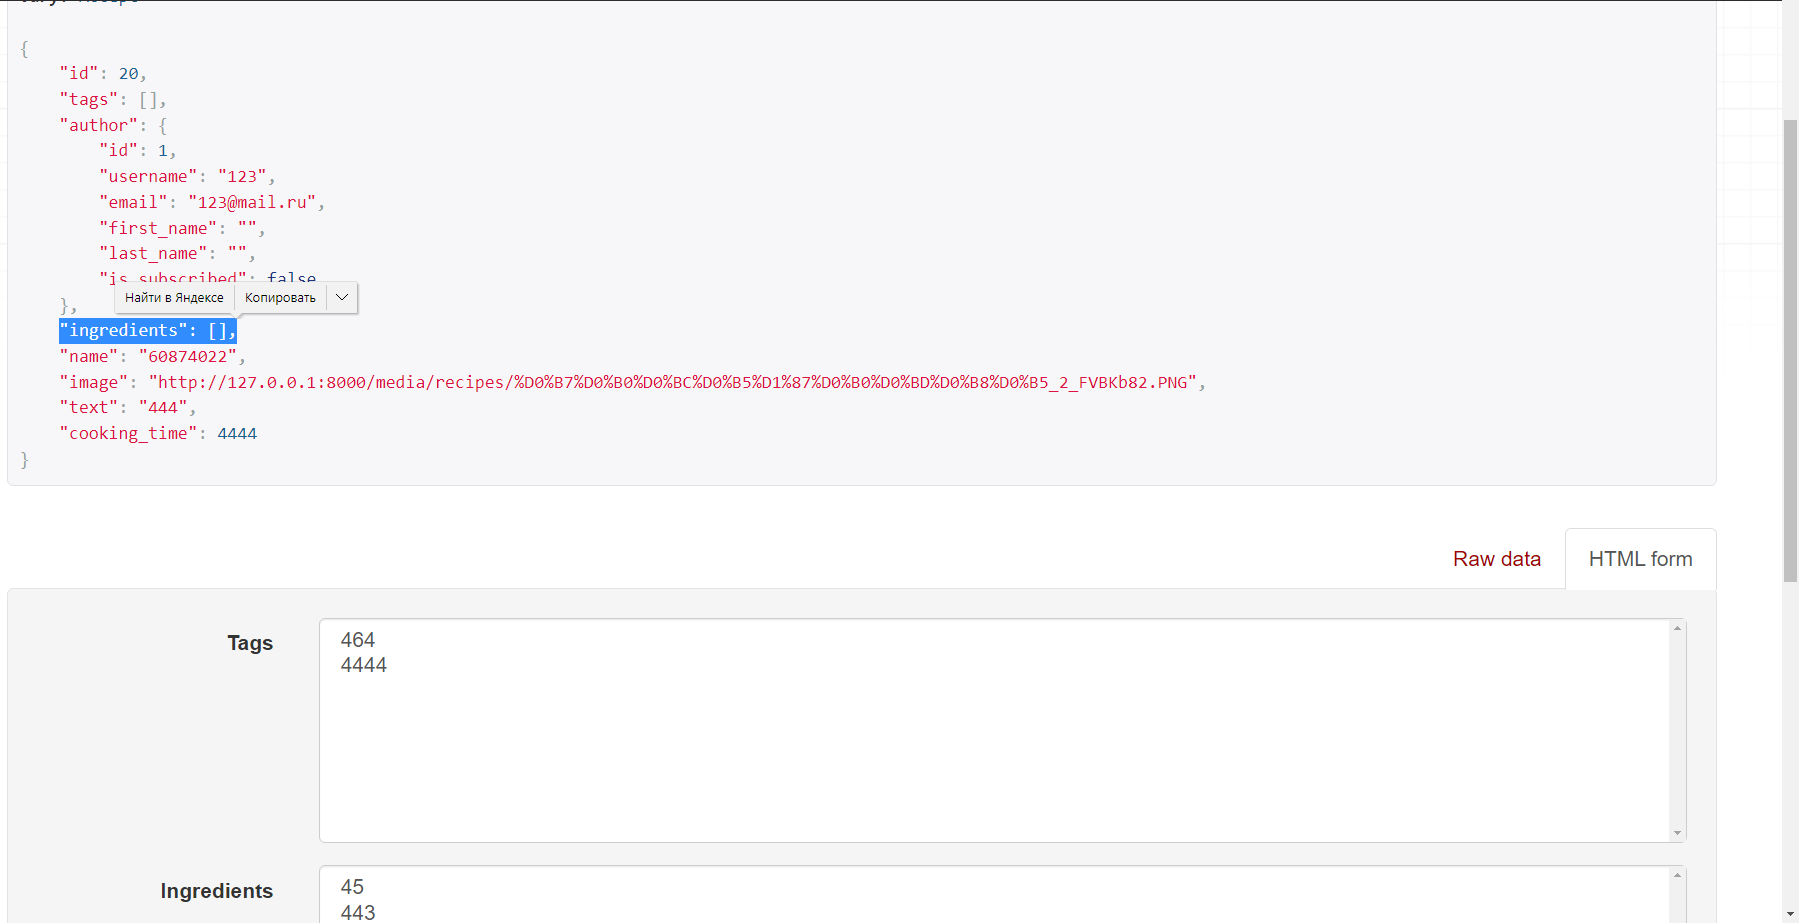 {
"id": 20,
"tags": [],
"author": {
"id": 1,
"username": "123",
"email": "123@mail.ru",
"first_name": "",
"last_name": "",
"is_subscribed": false
Найти в Яндексе Копировать
},
"ingredients": [],
"name": "60874022",
"image": "http://127.0.0.1:8000/media/recipes/%D0%B7%D0%B0%D0%BC%D0%B5%D1%87%D0%B0%D0%BD%D0%B8%D0%B5_2_FVBKb82.PNG",
"text": "444",
"cooking_time": 4444
}
Raw data HTML form
Tags
464
4444
Ingredients
45
443